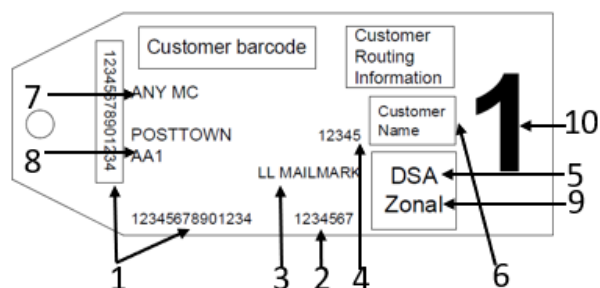 Customer barcode
Customer
Routing
Information
12345678901234
7
ANY MC
1
10
Customer
Name
POSTTOWN
12345
8
AA1
LL MAILMARK
DSA
5
Zonal
9
12345678901234
1234567
1
3
2
4
6